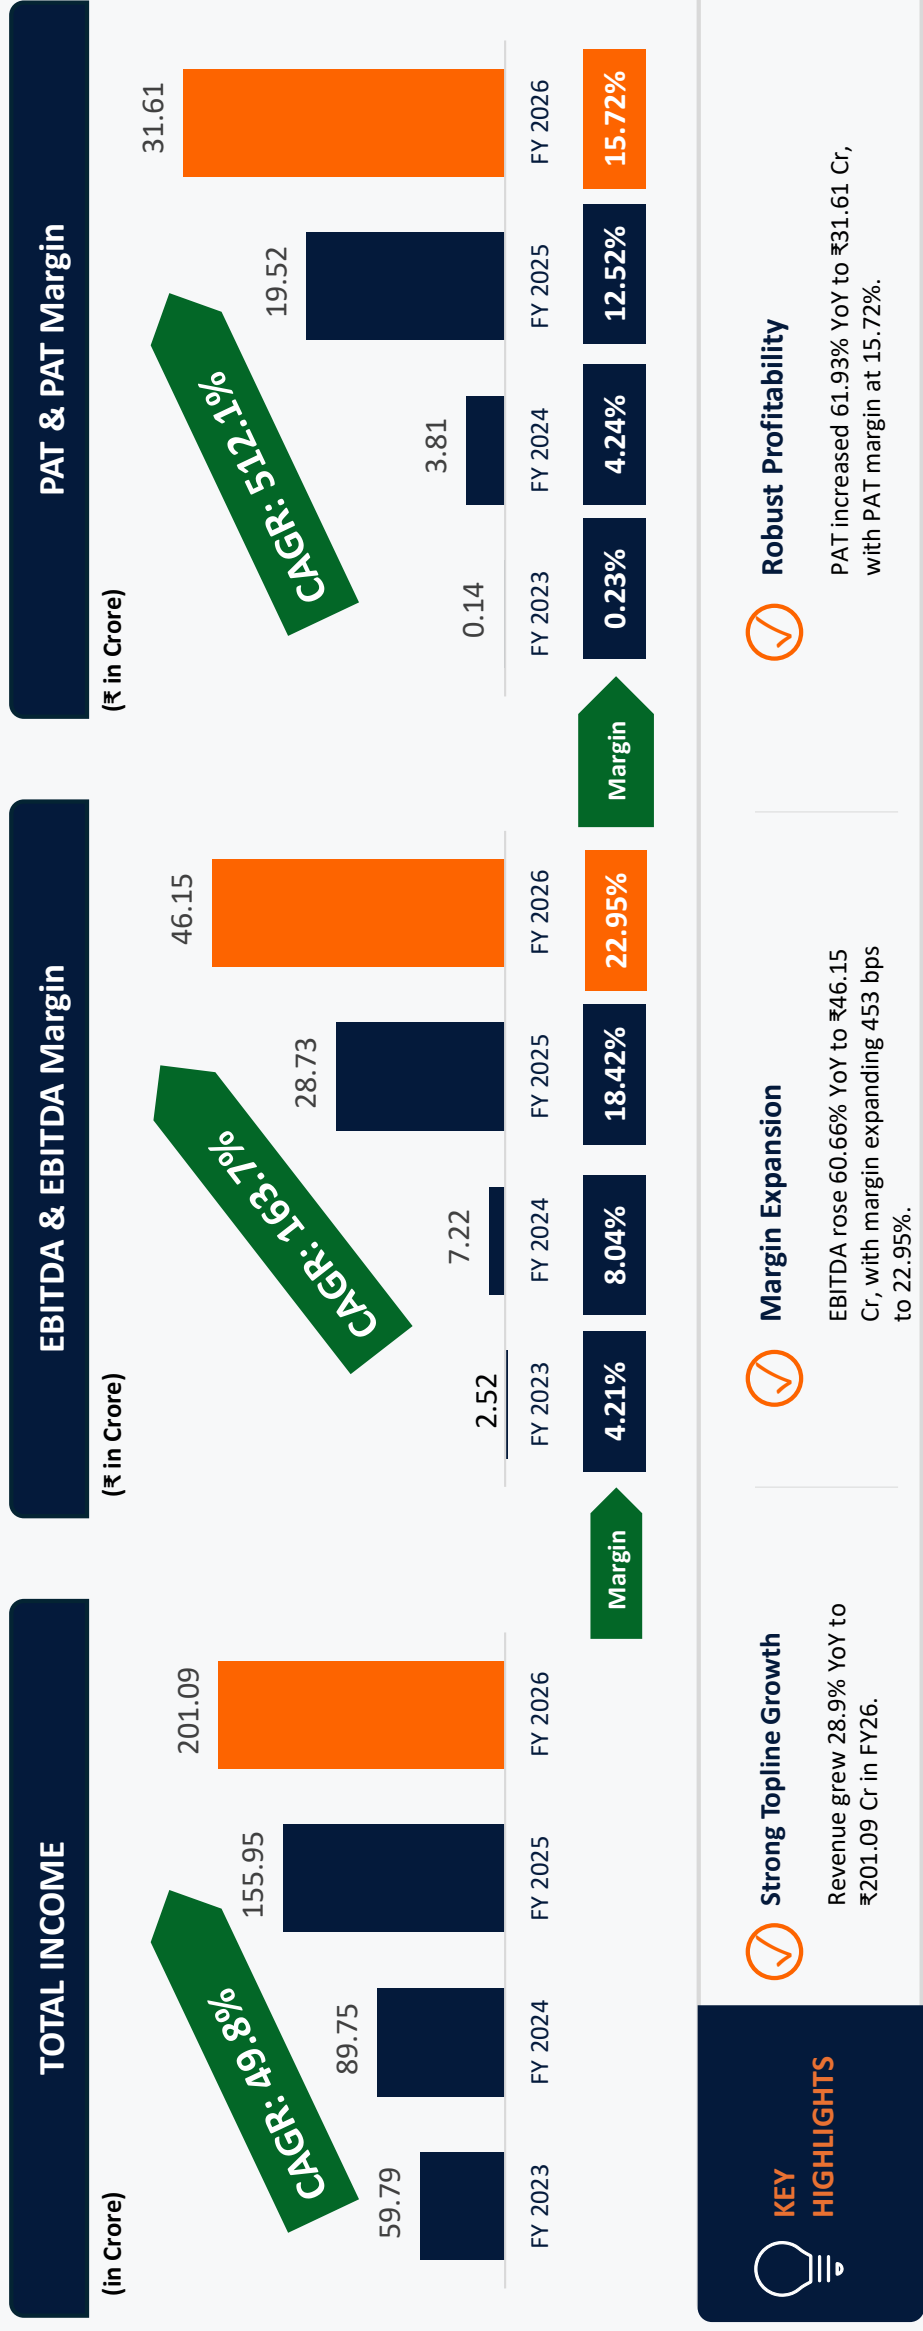 TOTAL INCOME
(in Crore)
CAGR: 49.8%
59.79
89.75
155.95
201.09
FY 2023
FY 2024
FY 2025
FY 2026
EBITDA & EBITDA Margin
(₹ in Crore)
CAGR: 163.7%
2.52
7.22
28.73
46.15
FY 2023
FY 2024
FY 2025
FY 2026
Margin
4.21%
8.04%
18.42%
22.95%
PAT & PAT Margin
(₹ in Crore)
CAGR: 512.1%
0.14
3.81
19.52
31.61
FY 2023
FY 2024
FY 2025
FY 2026
Margin
0.23%
4.24%
12.52%
15.72%
KEY
HIGHLIGHTS
Strong Topline Growth
Revenue grew 28.9% YoY to
₹201.09 Cr in FY26.
Margin Expansion
EBITDA rose 60.66% YoY to ₹46.15
Cr, with margin expanding 453 bps
to 22.95%.
Robust Profitability
PAT increased 61.93% YoY to ₹31.61 Cr,
with PAT margin at 15.72%.